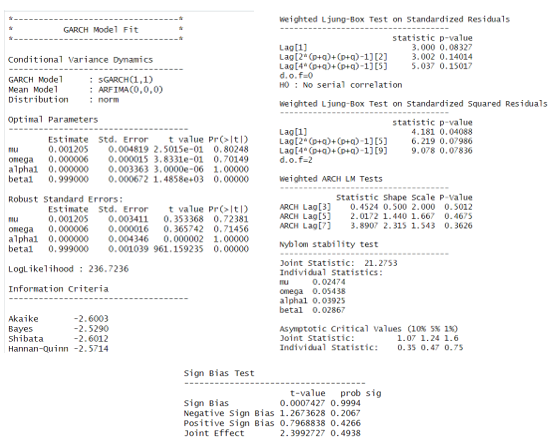 *---------------------------------*
*          GARCH Model Fit        *
*---------------------------------*
Conditional Variance Dynamics
-----------------------------------
GARCH Model : sGARCH(1,1)
Mean Model : ARFIMA(0,0,0)
Distribution : norm
Optimal Parameters
------------------------------------
Estimate Std. Error t value Pr(>|t|)
mu 0.001205 0.004819 2.5015e-01 0.80248
omega 0.000006 0.000015 3.8331e-01 0.70149
alpha1 0.000000 0.003363 3.0000e-06 1.00000
beta1 0.999000 0.000672 1.4858e+03 0.00000
Robust Standard Errors:
Estimate Std. Error t value Pr(>|t|)
mu 0.001205 0.003411 0.353368 0.72381
omega 0.000006 0.000016 0.365742 0.71456
alpha1 0.000000 0.004346 0.000002 1.00000
beta1 0.999000 0.001039 961.159235 0.00000
LogLikelihood : 236.7236
Information Criteria
------------------------------------
Akaike -2.6003
Bayes -2.5290
Shibata -2.6012
Hannan-Quinn -2.5714
Weighted Ljung-Box Test on Standardized Residuals
------------------------------------
statistic p-value
Lag[1] 3.000 0.08327
Lag[2*(p+q)+(p+q)-1][2] 3.002 0.14014
Lag[4*(p+q)+(p+q)-1][5] 5.037 0.15017
d.o.f=0
H0 : No serial correlation
Weighted Ljung-Box Test on Standardized Squared Residuals
------------------------------------
statistic p-value
Lag[1] 4.181 0.04088
Lag[2*(p+q)+(p+q)-1][5] 6.219 0.07986
Lag[4*(p+q)+(p+q)-1][9] 9.078 0.07836
d.o.f=2
Weighted ARCH LM Tests
------------------------------------
Statistic Shape Scale P-Value
ARCH Lag[3] 0.4524 0.500 2.000 0.5012
ARCH Lag[5] 2.0172 1.440 1.667 0.4675
ARCH Lag[7] 3.8907 2.315 1.543 0.3626
Nyblom stability test
------------------------------------
Joint Statistic: 21.2753
Individual Statistics:
mu 0.02474
omega 0.05438
alpha1 0.03925
beta1 0.02867
Asymptotic Critical Values (10% 5% 1%)
Joint Statistic: 1.07 1.24 1.6
Individual Statistic: 0.35 0.47 0.75
Sign Bias Test
------------------------------------
t-value prob sig
Sign Bias 0.0007427 0.9994
Negative Sign Bias 1.2673628 0.2067
Positive Sign Bias 0.7968838 0.4266
Joint Effect 2.3992727 0.4938